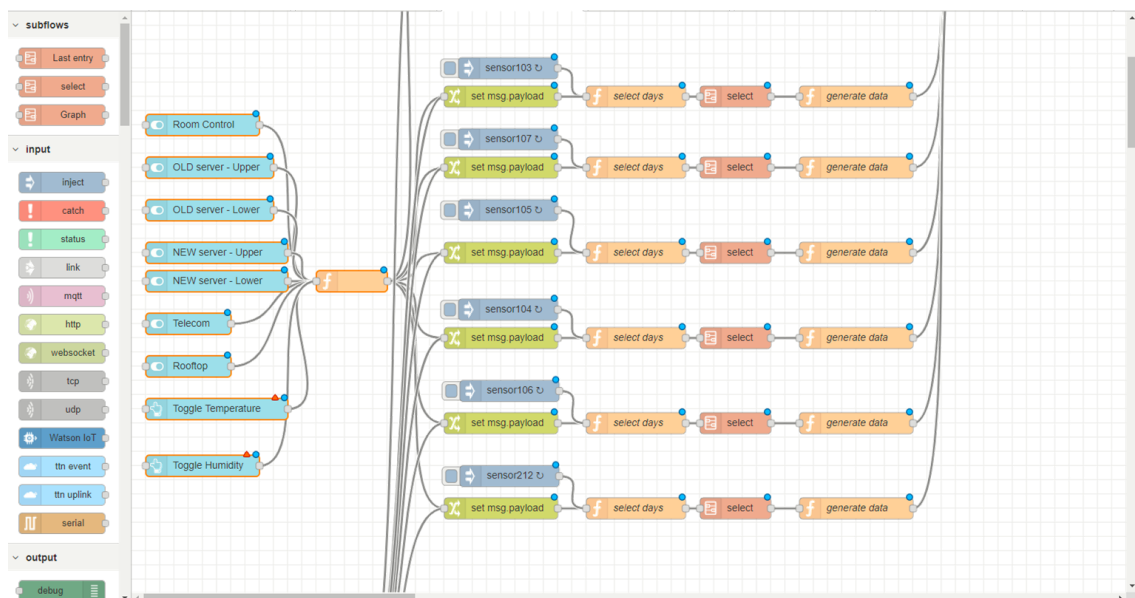 subflows
Last entry
select
Graph
input
inject
catch
status
link
mqtt
http
websocket
tcp
udp
Watson IoT
ttn event
ttn uplink
serial
output
debug
Room Control
OLD server - Upper
OLD server - Lower
NEW server - Upper
NEW server - Lower
Telecom
Rooftop
Toggle Temperature
Toggle Humidity
sensor103 ↻
set msg.payload
select days
select
generate data
sensor107 ↻
set msg.payload
select days
select
generate data
sensor105 ↻
set msg.payload
select days
select
generate data
sensor104 ↻
set msg.payload
select days
select
generate data
sensor106 ↻
set msg.payload
select days
select
generate data
sensor212 ↻
set msg.payload
select days
select
generate data